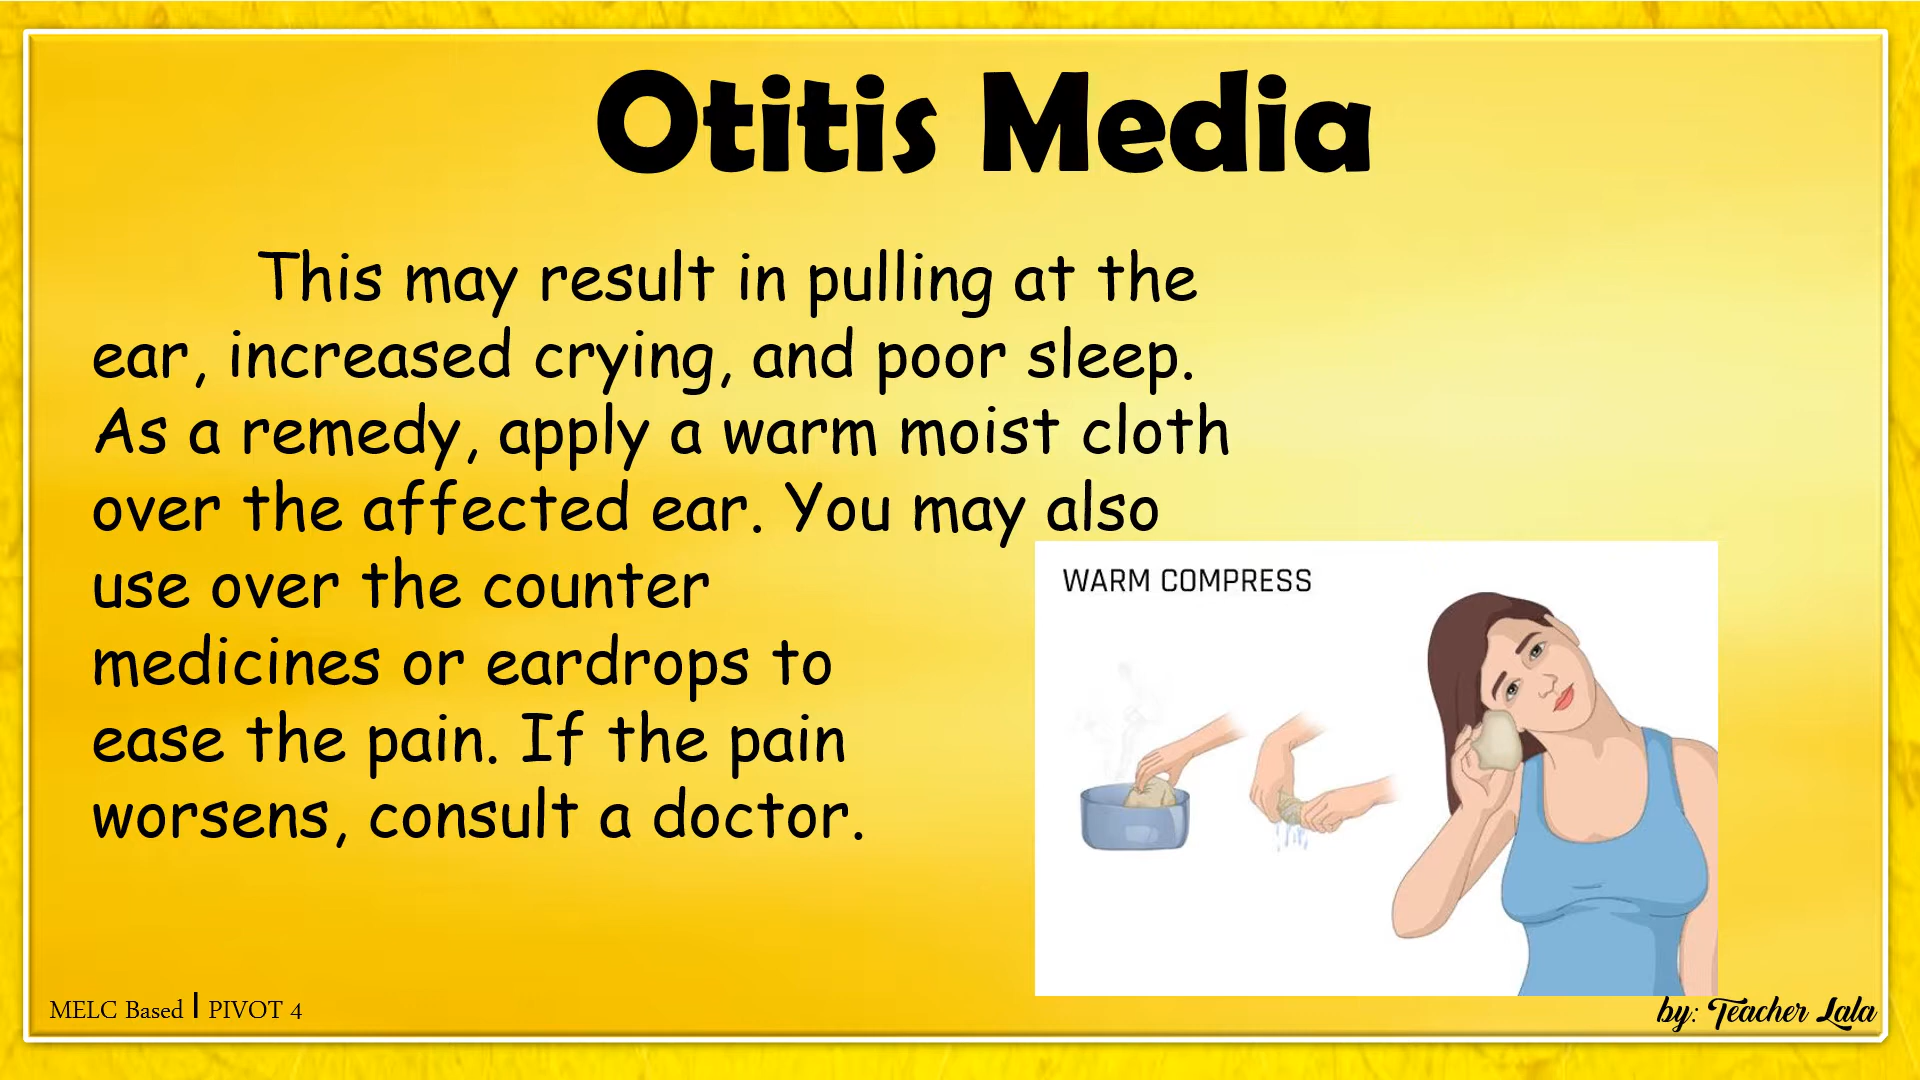 Otitis Media
This may result in pulling at the
ear, increased crying, and poor sleep.
As a remedy, apply a warm moist cloth
over the affected ear. You may also
use over the counter
medicines or eardrops to
ease the pain. If the pain
worsens, consult a doctor.
WARM COMPRESS
MELC Based | PIVOT 4
by: Teacher Lala